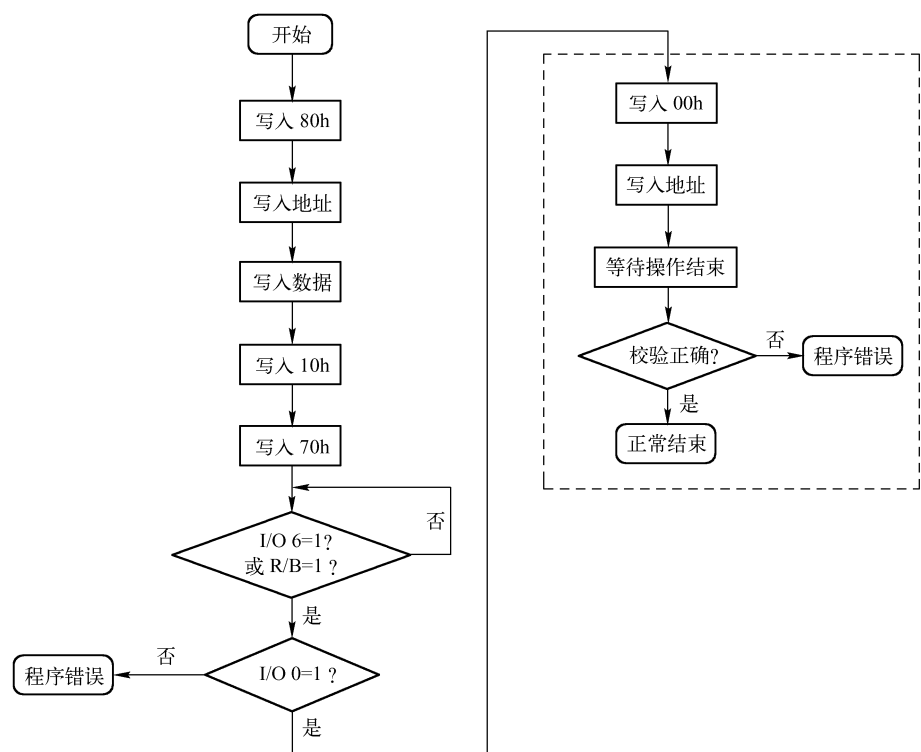 开始
写入 80h
写入地址
写入数据
写入 10h
写入 70h
否
I/O 6=1?
或 R/B=1？
是
否
程序错误
I/O 0=1？
是
写入 00h
写入地址
等待操作结束
校验正确?
否
程序错误
是
正常结束